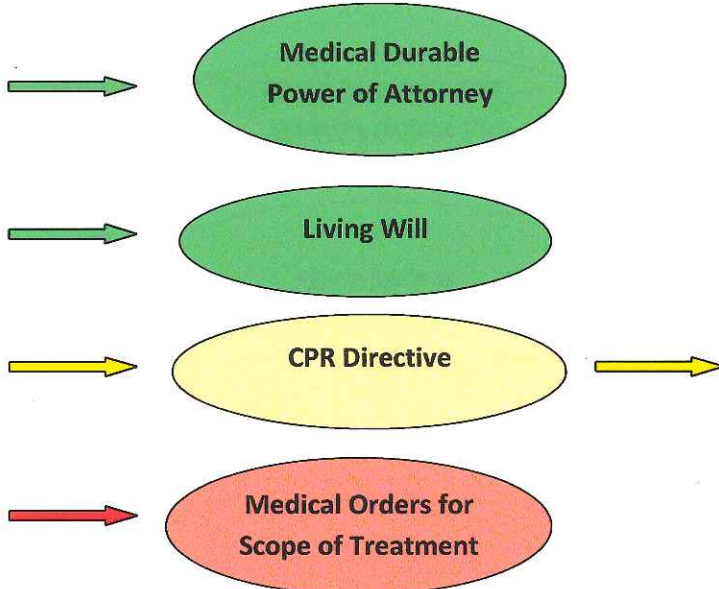 Medical Durable
Power of Attorney
Living Will
CPR Directive
Medical Orders for
Scope of Treatment